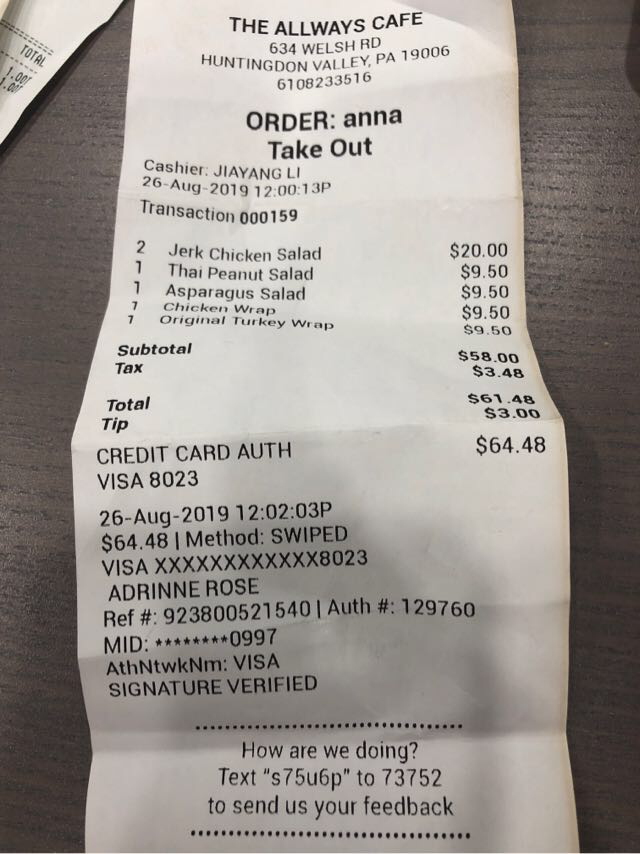 TOTAL
1.00
1.00
THE ALLWAYS CAFE
634 WELSH RD
HUNTINGDON VALLEY, PA 19006
6108233516
ORDER: anna
Take Out
Cashier: JIAYANG LI
26-Aug-2019 12:00:13P
Transaction 000159
2 Jerk Chicken Salad $20.00
1 Thai Peanut Salad $9.50
1 Asparagus Salad $9.50
1 Chicken Wrap $9.50
1 Original Turkey Wrap $9.50
Subtotal $58.00
Tax $3.48
Total $61.48
Tip $3.00
CREDIT CARD AUTH $64.48
VISA 8023
26-Aug-2019 12:02:03P
$64.48 | Method: SWIPED
VISA XXXXXXXXXXXX8023
ADRINNE ROSE
Ref #: 923800521540 | Auth #: 129760
MID: ********0997
AthNtwkNm: VISA
SIGNATURE VERIFIED
How are we doing?
Text "s75u6p" to 73752
to send us your feedback